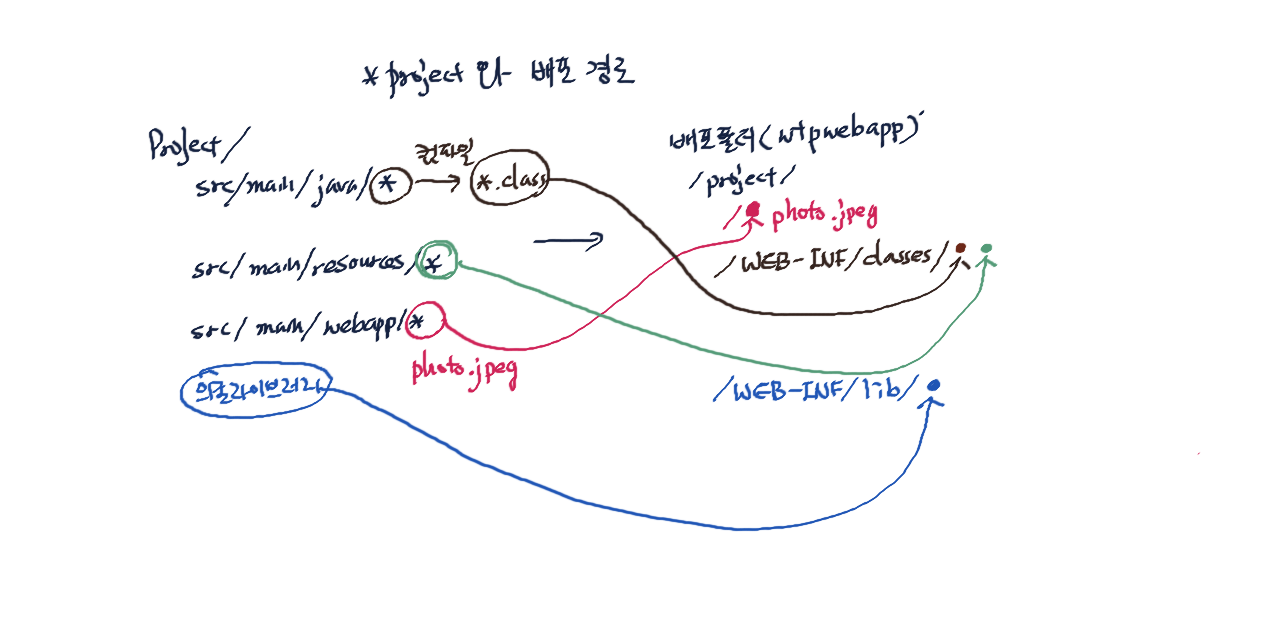 * project 와 배포 경로
Project/
src/main/java/* → 컴파일 *.class
src/main/resources/*
src/main/webapp/*
photo.jpeg
의존라이브러리
→
배포폴더(wtpwebapp)
/project/
/ photo.jpeg
/WEB-INF/classes/
/WEB-INF/lib/